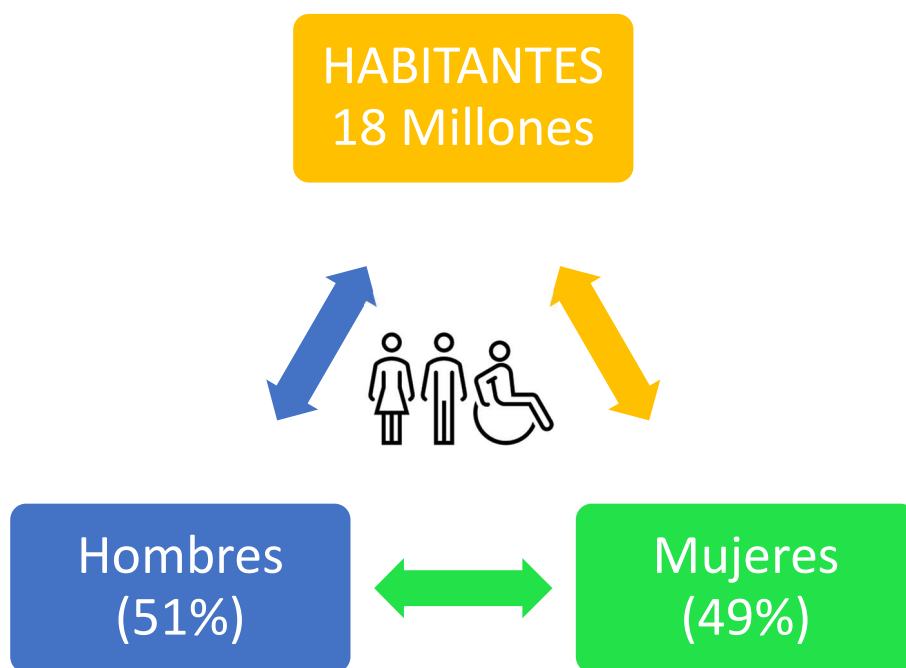 HABITANTES
18 Millones
Hombres
(51%)
Mujeres
(49%)